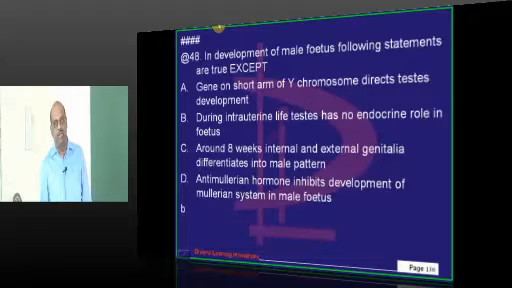 ####
@48. In development of male foetus following statements
are true EXCEPT
A. Gene on short arm of Y chromosome directs testes
development
B. During intrauterine life testes has no endocrine role in
foetus
C. Around 8 weeks internal and external genitalia
differentiates into male pattern
D. Antimullerian hormone inhibits development of
mullerian system in male foetus
b
Page